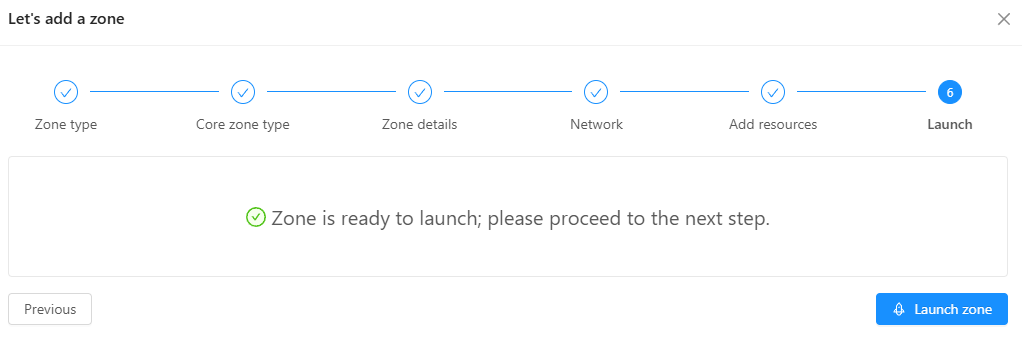 Let's add a zone
6
Zone type Core zone type Zone details Network Add resources Launch
Zone is ready to launch; please proceed to the next step.
Previous Launch zone